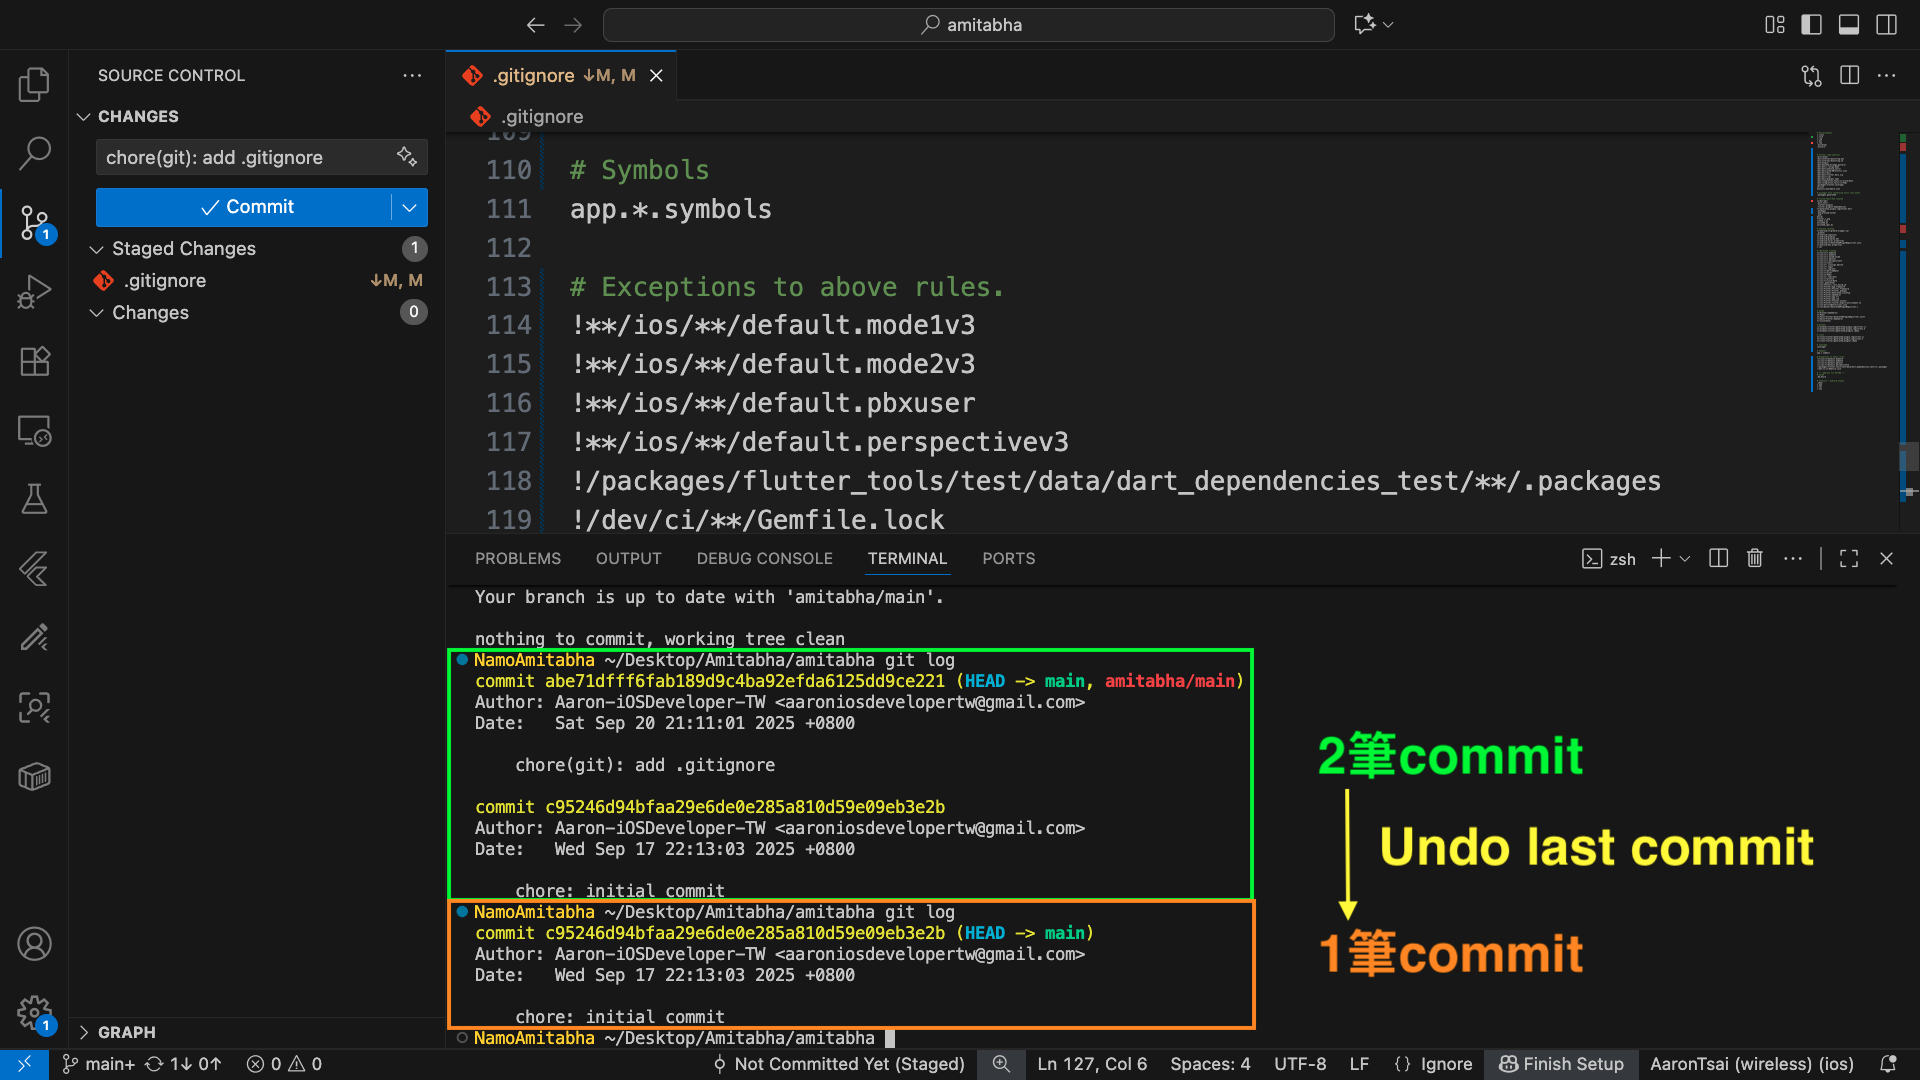 amitabha
SOURCE CONTROL
CHANGES
chore(git): add .gitignore
Commit
Staged Changes 1
.gitignore ↓M, M
Changes 0
GRAPH
.gitignore ↓M, M
.gitignore
109
110 # Symbols
111 app.*.symbols
112
113 # Exceptions to above rules.
114 !**/ios/**/default.mode1v3
115 !**/ios/**/default.mode2v3
116 !**/ios/**/default.pbxuser
117 !**/ios/**/default.perspectivev3
118 !/packages/flutter_tools/test/data/dart_dependencies_test/**/.packages
119 !/dev/ci/**/Gemfile.lock
PROBLEMS OUTPUT DEBUG CONSOLE TERMINAL PORTS zsh
Your branch is up to date with 'amitabha/main'.
nothing to commit, working tree clean
NamoAmitabha ~/Desktop/Amitabha/amitabha git log
commit abe71dfff6fab189d9c4ba92efda6125dd9ce221 (HEAD -> main, amitabha/main)
Author: Aaron-iOSDeveloper-TW <aaroniosdevelopertw@gmail.com>
Date:   Sat Sep 20 21:11:01 2025 +0800
chore(git): add .gitignore
commit c95246d94bfaa29e6de0e285a810d59e09eb3e2b
Author: Aaron-iOSDeveloper-TW <aaroniosdevelopertw@gmail.com>
Date:   Wed Sep 17 22:13:03 2025 +0800
chore: initial commit
NamoAmitabha ~/Desktop/Amitabha/amitabha git log
commit c95246d94bfaa29e6de0e285a810d59e09eb3e2b (HEAD -> main)
Author: Aaron-iOSDeveloper-TW <aaroniosdevelopertw@gmail.com>
Date:   Wed Sep 17 22:13:03 2025 +0800
chore: initial commit
NamoAmitabha ~/Desktop/Amitabha/amitabha
2筆commit
Undo last commit
1筆commit
1
1
main+ 1↓ 0↑ 0 0 Not Committed Yet (Staged) Ln 127, Col 6 Spaces: 4 UTF-8 LF {} Ignore Finish Setup AaronTsai (wireless) (ios)